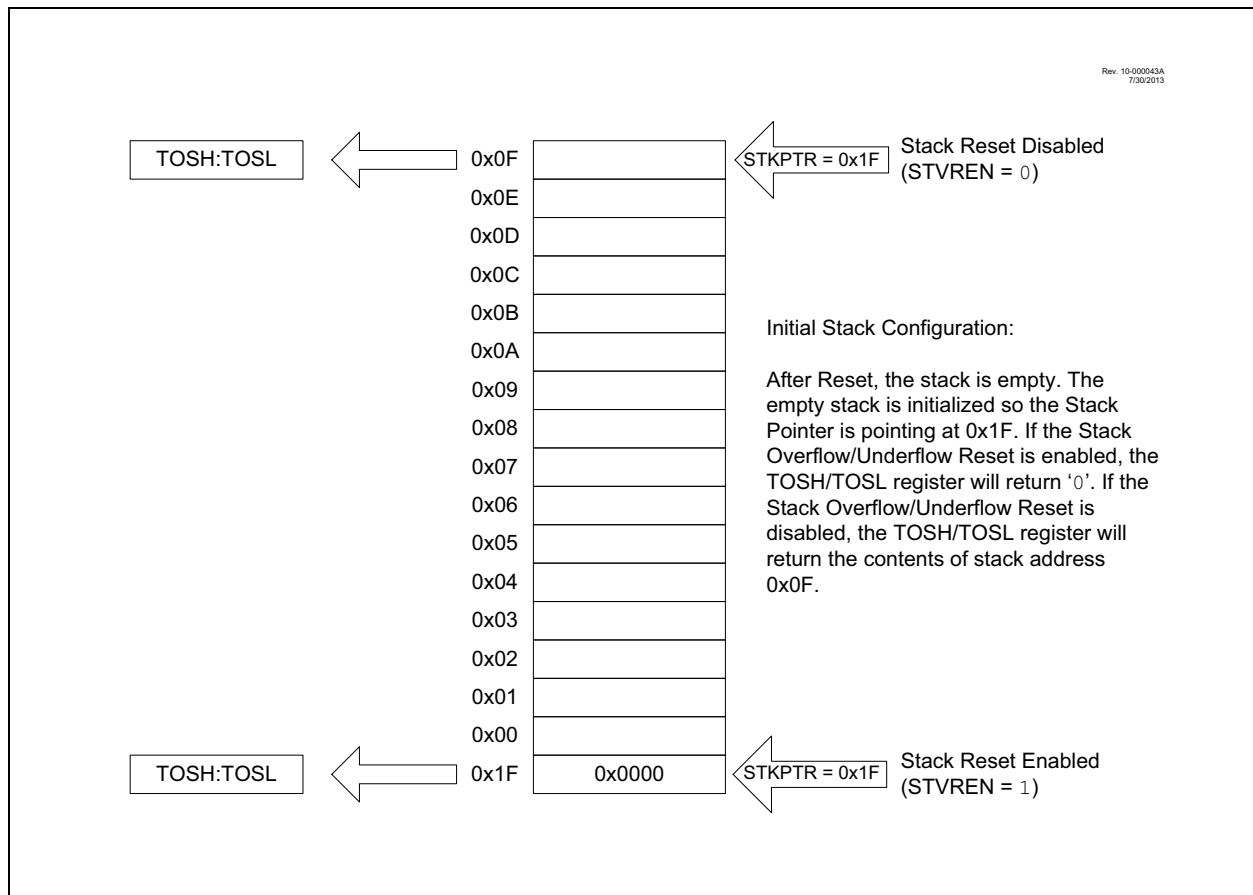 Rev. 10-000043A
7/30/2013
TOSH:TOSL
0x0F
STKPTR = 0x1F
Stack Reset Disabled
(STVREN = 0)
0x0E
0x0D
0x0C
0x0B
0x0A
0x09
0x08
0x07
0x06
0x05
0x04
0x03
0x02
0x01
0x00
Initial Stack Configuration:
After Reset, the stack is empty. The
empty stack is initialized so the Stack
Pointer is pointing at 0x1F. If the Stack
Overflow/Underflow Reset is enabled, the
TOSH/TOSL register will return ‘0’. If the
Stack Overflow/Underflow Reset is
disabled, the TOSH/TOSL register will
return the contents of stack address
0x0F.
TOSH:TOSL
0x1F
0x0000
STKPTR = 0x1F
Stack Reset Enabled
(STVREN = 1)